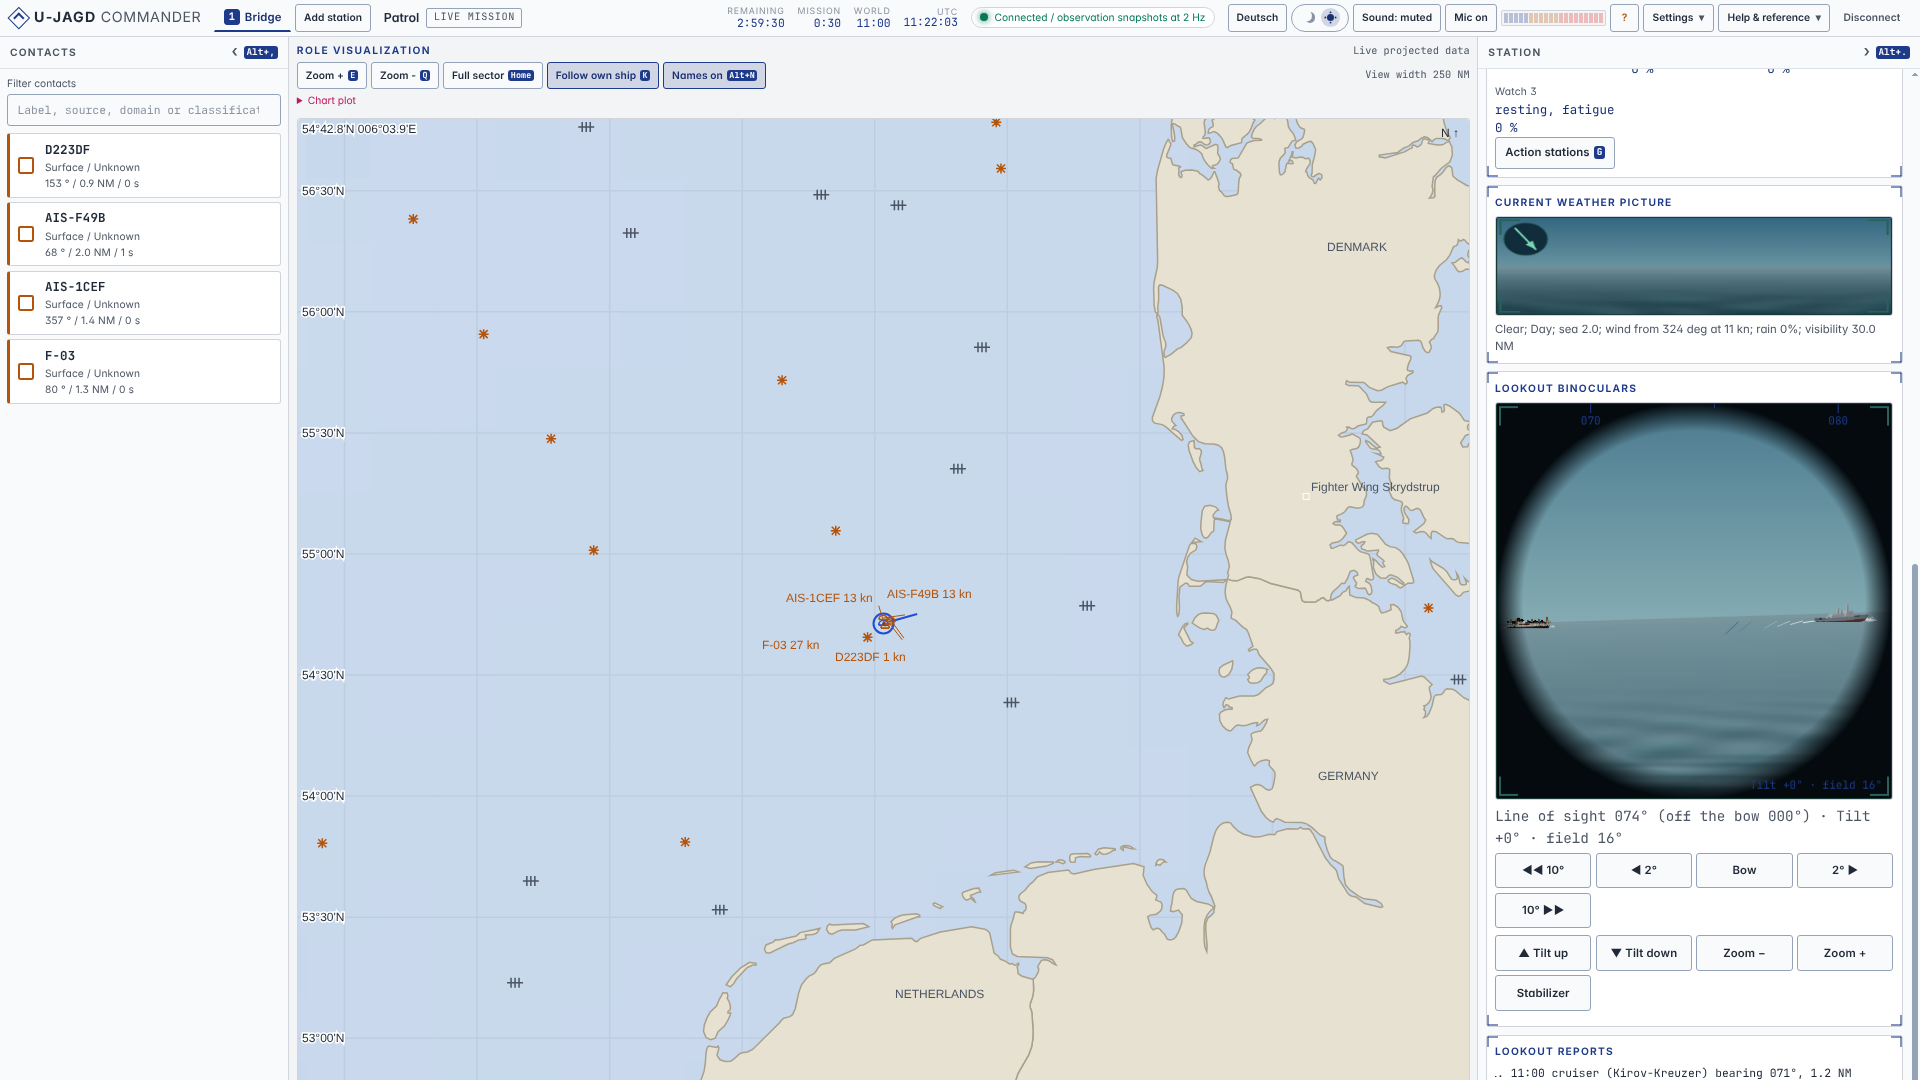 U-JAGD COMMANDER
1 Bridge
Add station
Patrol
LIVE MISSION
REMAINING
2:59:30
MISSION
0:30
WORLD
11:00
UTC
11:22:03
Connected / observation snapshots at 2 Hz
Deutsch
Sound: muted
Mic on
?
Settings ▾
Help & reference ▾
Disconnect
CONTACTS
Alt+,
Filter contacts
Label, source, domain or classificat
D223DF
Surface / Unknown
153 ° / 0.9 NM / 0 s
AIS-F49B
Surface / Unknown
68 ° / 2.0 NM / 1 s
AIS-1CEF
Surface / Unknown
357 ° / 1.4 NM / 0 s
F-03
Surface / Unknown
80 ° / 1.3 NM / 0 s
ROLE VISUALIZATION
Live projected data
Zoom + E
Zoom - Q
Full sector Home
Follow own ship K
Names on Alt+N
View width 250 NM
▶ Chart plot
54°42.8'N 006°03.9'E
N ↑
56°30'N
56°00'N
55°30'N
55°00'N
54°30'N
54°00'N
53°30'N
53°00'N
DENMARK
Fighter Wing Skrydstrup
AIS-1CEF 13 kn
AIS-F49B 13 kn
F-03 27 kn
D223DF 1 kn
GERMANY
NETHERLANDS
STATION
Alt+.
0 %
0 %
Watch 3
resting, fatigue
0 %
Action stations G
CURRENT WEATHER PICTURE
Clear; Day; sea 2.0; wind from 324 deg at 11 kn; rain 0%; visibility 30.0
NM
LOOKOUT BINOCULARS
070
080
Tilt +0° · field 16°
Line of sight 074° (off the bow 000°) · Tilt
+0° · field 16°
◀◀ 10°
◀ 2°
Bow
2° ▶
10° ▶▶
▲ Tilt up
▼ Tilt down
Zoom −
Zoom +
Stabilizer
LOOKOUT REPORTS
11:00 cruiser (Kirov-Kreuzer) bearing 071°, 1.2 NM